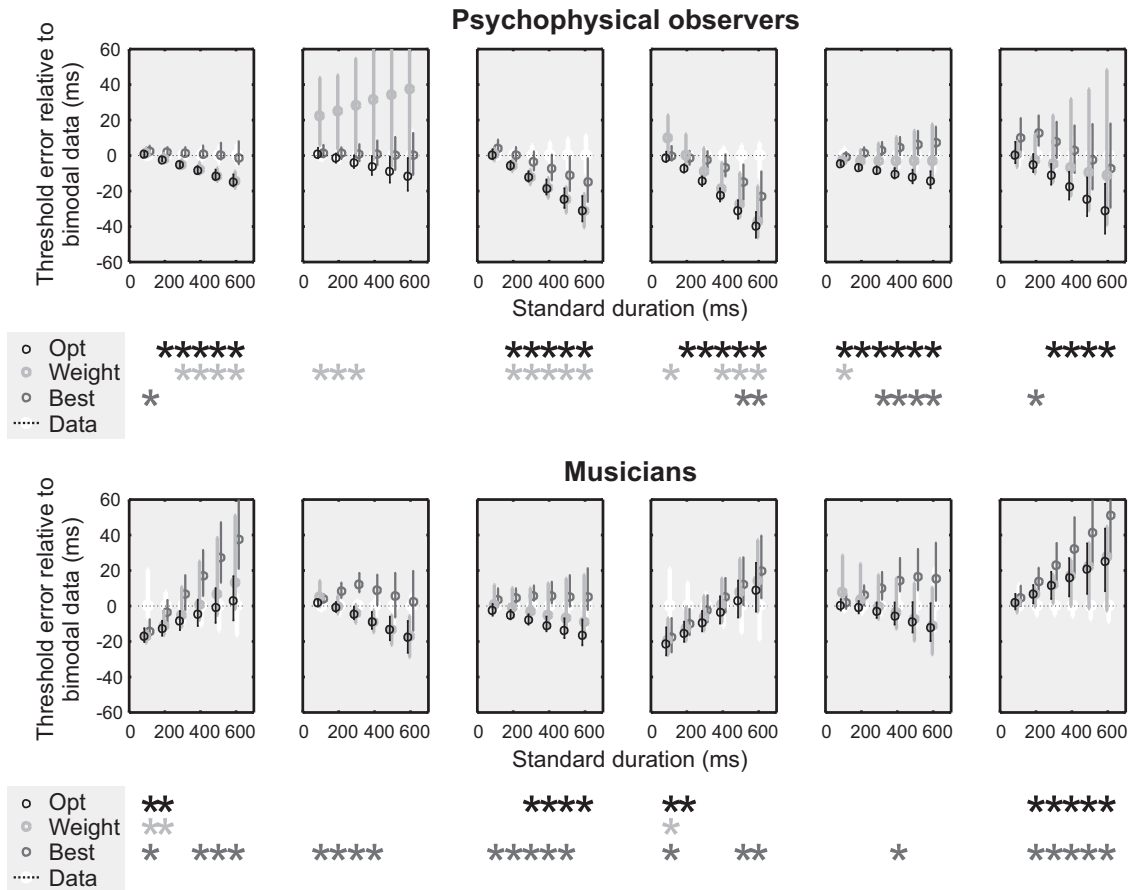 Psychophysical observers
Threshold error relative to
bimodal data (ms)
60
40
20
0
-20
-40
-60
0 200 400 600
0 200 400 600
0 200 400 600
0 200 400 600
0 200 400 600
0 200 400 600
Standard duration (ms)
Opt ***** ***** ***** ****** ****
Weight **** *** ***** * *** *
Best * ** **** *
Data
Musicians
Threshold error relative to
bimodal data (ms)
60
40
20
0
-20
-40
-60
0 200 400 600
0 200 400 600
0 200 400 600
0 200 400 600
0 200 400 600
0 200 400 600
Standard duration (ms)
Opt ** **** ** *****
Weight ** *
Best * *** **** ***** * ** * *****
Data